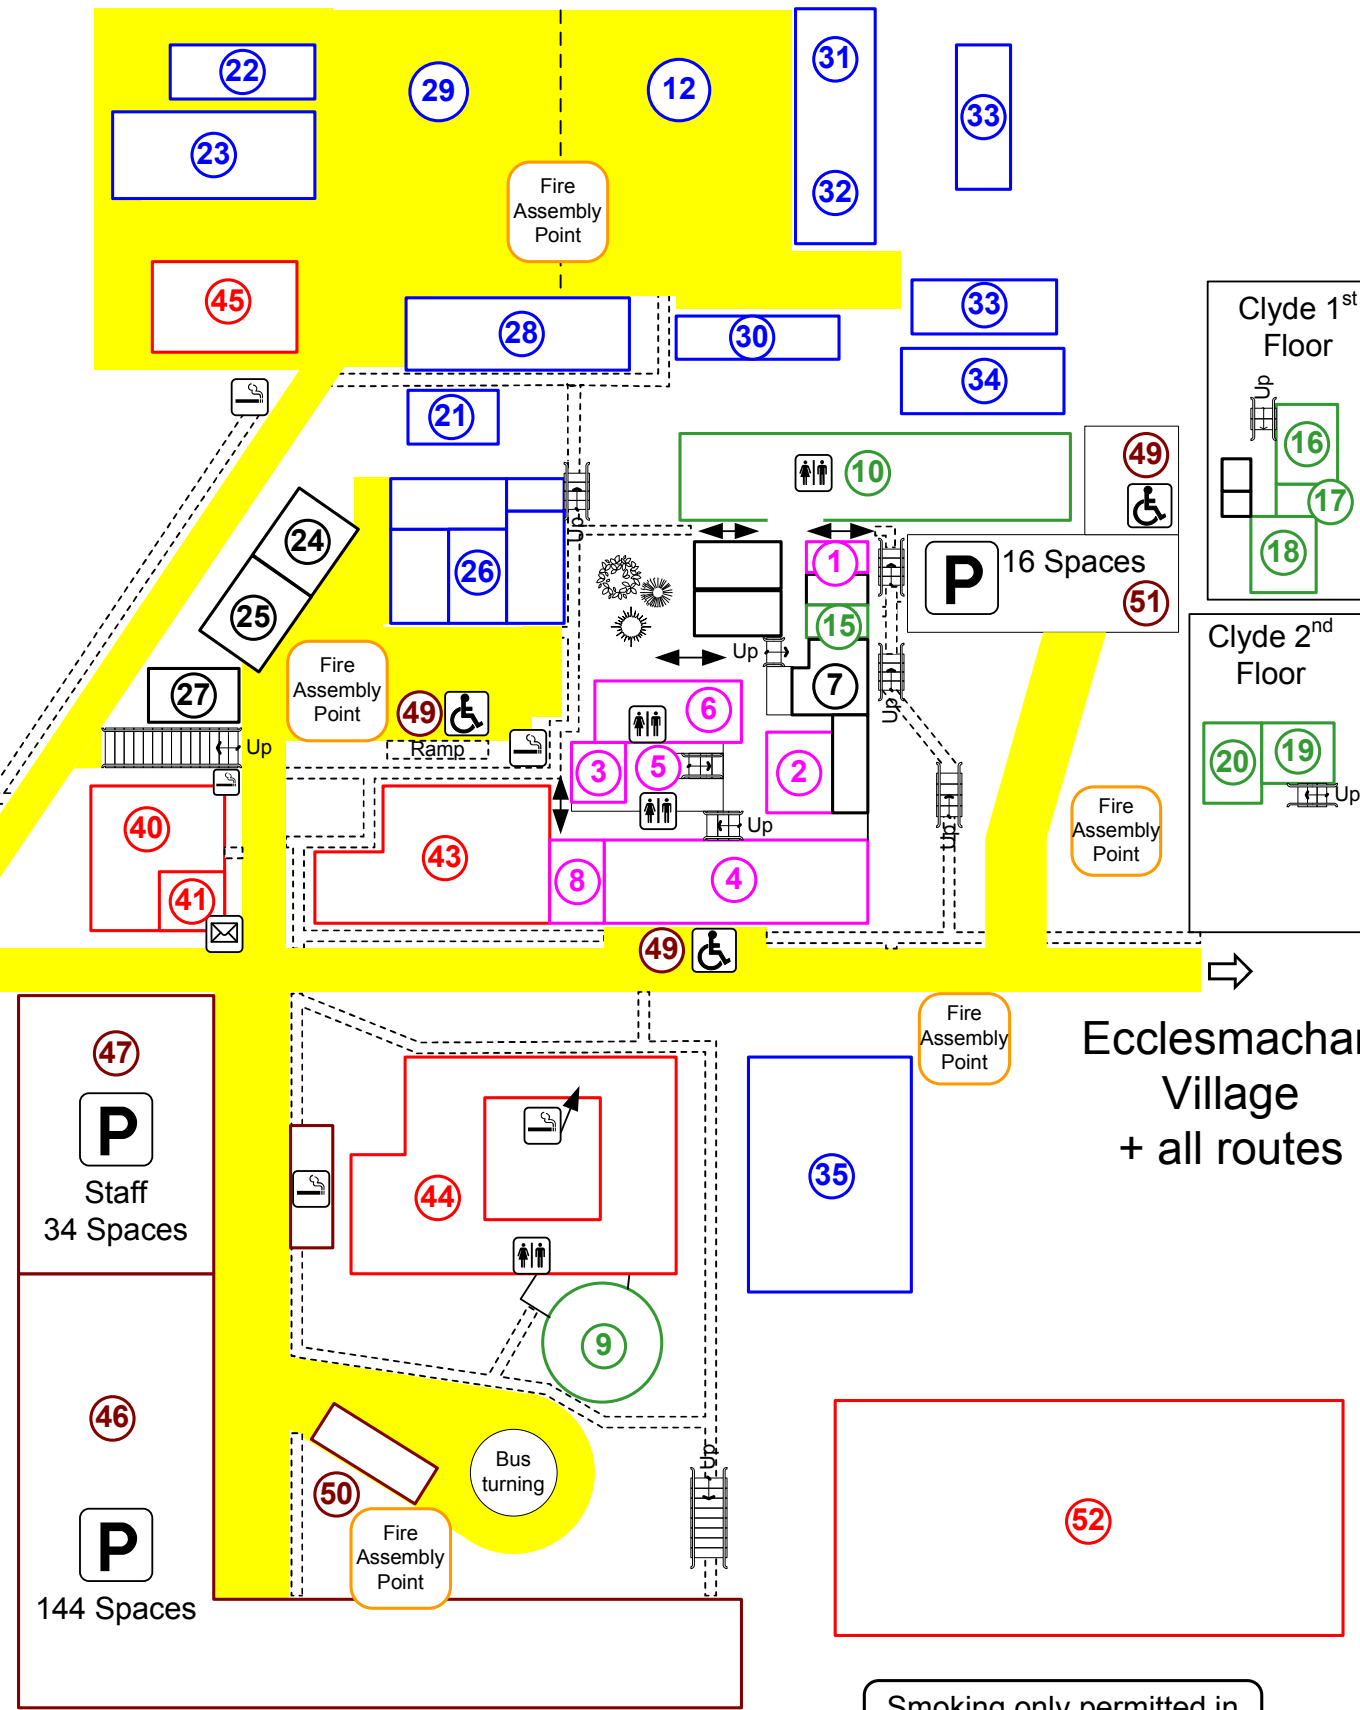 22
29
12
31
33
23
32
Fire
Assembly
Point
45
28
30
33
34
21
Clyde 1st
Floor
Up
16
17
18
10
49
24
25
26
Up
1
P
16 Spaces
51
15
Up
7
Up
Clyde 2nd
Floor
20
19
Up
Fire
Assembly
Point
27
Up
49
Ramp
6
3
5
2
Up
40
41
43
8
4
Up
Fire
Assembly
Point
49
47
P
Staff
34 Spaces
Fire
Assembly
Point
Ecclesmachan
Village
+ all routes
44
35
9
46
P
144 Spaces
50
Bus
turning
Fire
Assembly
Point
Up
52
Smoking only permitted in